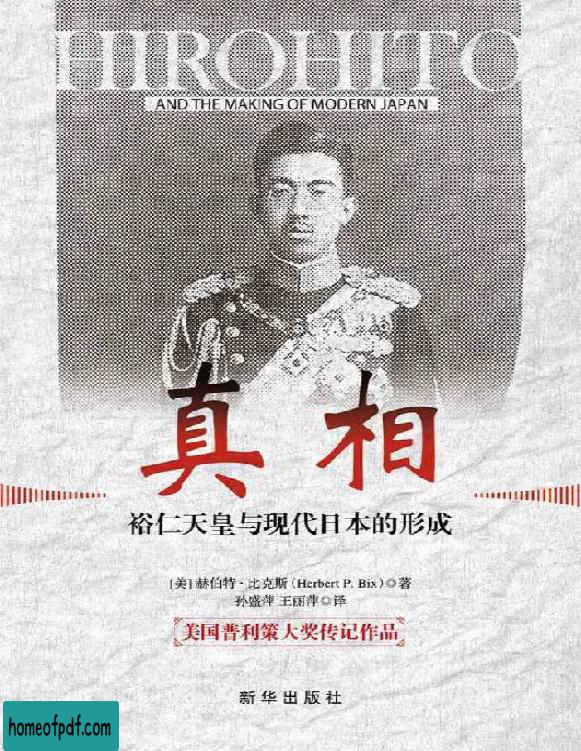 HIROHITO
AND THE MAKING OF MODERN JAPAN
真相
裕仁天皇与现代日本的形成
[美]赫伯特·比克斯(Herbert P. Bix)◎著
孙盛萍 王丽萍◎译
美国普利策大奖传记作品
新华出版社
homeofpdf.com